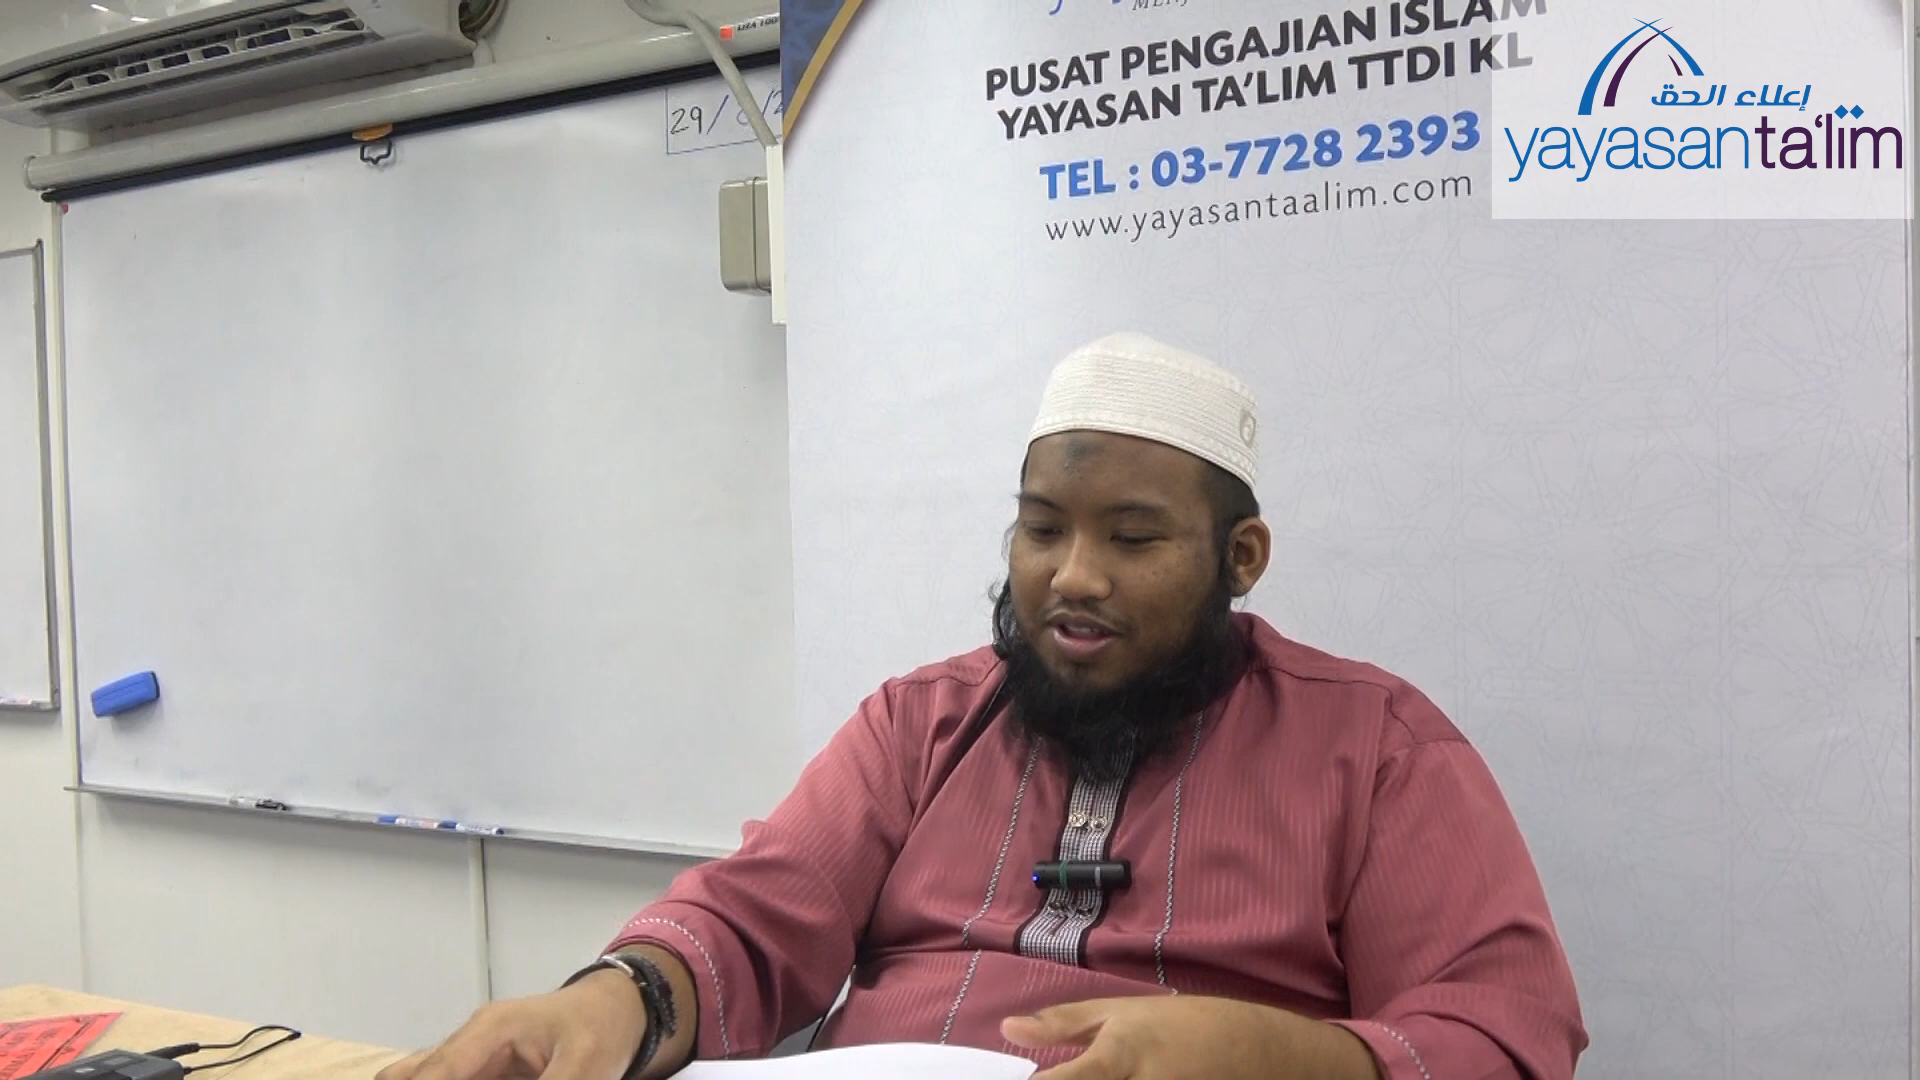 PUSAT PENGAJIAN ISLAM
YAYASAN TA'LIM TTDI KL
TEL : 03-7728 2393
www.yayasantaalim.com
إعلاء الحق
yayasanta'lim
29/